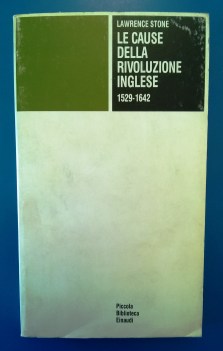 LAWRENCE STONE
LE CAUSE
DELLA
RIVOLUZIONE
INGLESE
1529-1642
Piccola
Biblioteca
Einaudi